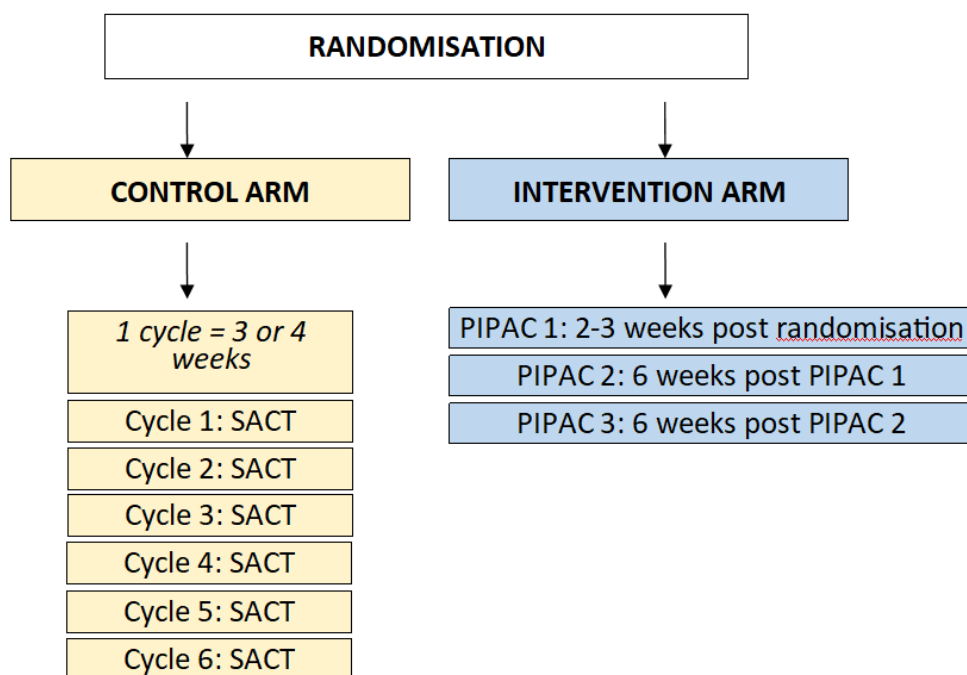 RANDOMISATION
CONTROL ARM
INTERVENTION ARM
1 cycle = 3 or 4
weeks
Cycle 1: SACT
Cycle 2: SACT
Cycle 3: SACT
Cycle 4: SACT
Cycle 5: SACT
Cycle 6: SACT
PIPAC 1: 2-3 weeks post randomisation
PIPAC 2: 6 weeks post PIPAC 1
PIPAC 3: 6 weeks post PIPAC 2